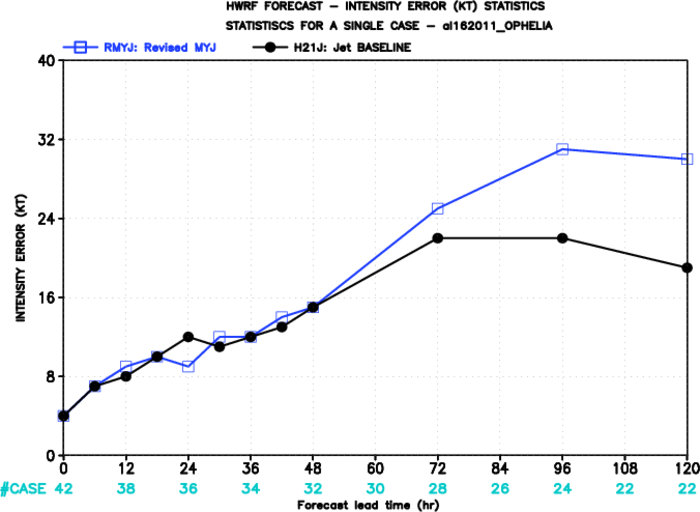 HWRF FORECAST – INTENSITY ERROR (KT) STATISTICS
STATISTISCS FOR A SINGLE CASE – al162011_OPHELIA
RMYJ: Revised MYJ H21J: Jet BASELINE
40
32
24
16
8
0
INTENSITY ERROR (KT)
0 12 24 36 48 60 72 84 96 108 120
#CASE 42 38 36 34 32 30 28 26 24 22 22
Forecast lead time (hr)